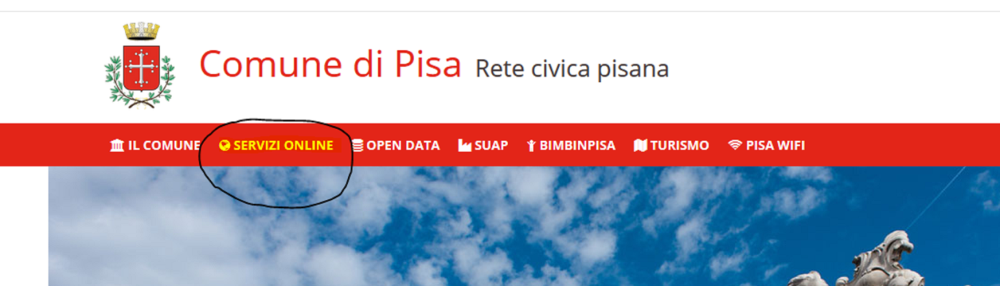 Comune di Pisa Rete civica pisana
IL COMUNE SERVIZI ONLINE OPEN DATA SUAP BIMBINPISA TURISMO PISA WIFI